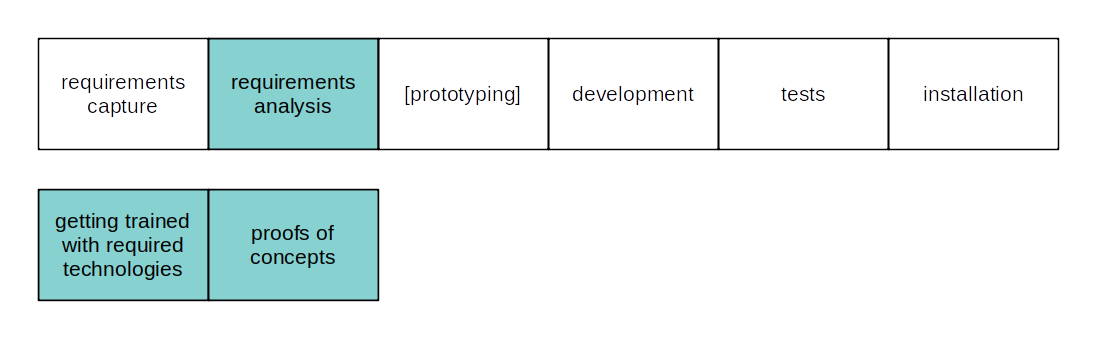 requirements
capture
requirements
analysis
[prototyping]
development
tests
installation
getting trained
with required
technologies
proofs of
concepts